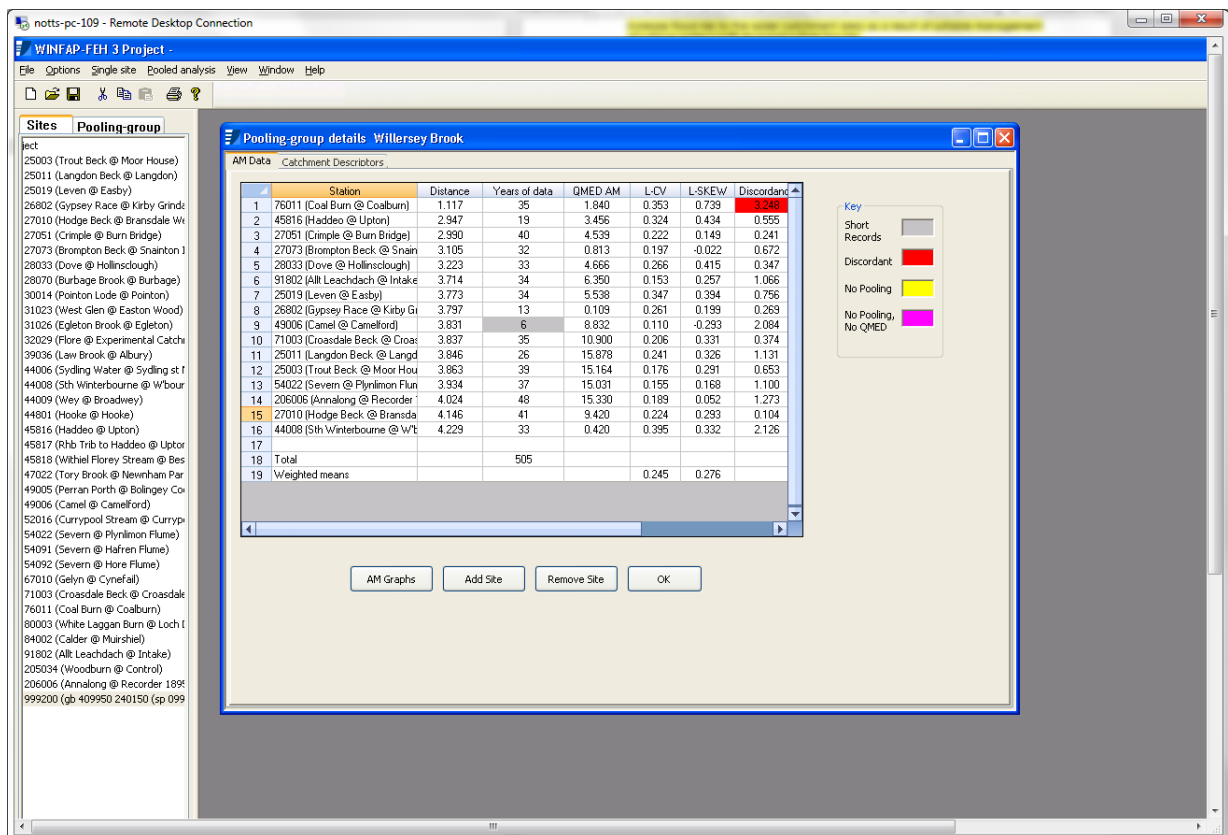 notts-pc-109 - Remote Desktop Connection
WINFAP-FEH 3 Project -
File Options Single site Pooled analysis View Window Help
Sites Pooling-group
ject
25003 (Trout Beck @ Moor House)
25011 (Langdon Beck @ Langdon)
25019 (Leven @ Easby)
26802 (Gypsey Race @ Kirby Grinda
27010 (Hodge Beck @ Bransdale We
27051 (Crimple @ Burn Bridge)
27073 (Brompton Beck @ Snainton I
28033 (Dove @ Hollinsclough)
28070 (Burbage Brook @ Burbage)
30014 (Pointon Lode @ Pointon)
31023 (West Glen @ Easton Wood)
31026 (Egleton Brook @ Egleton)
32029 (Flore @ Experimental Catch
39036 (Law Brook @ Albury)
44006 (Sydling Water @ Sydling st
44008 (Sth Winterbourne @ W'bour
44009 (Wey @ Broadwey)
44801 (Hooke @ Hooke)
45816 (Haddeo @ Upton)
45817 (Rhb Trib to Haddeo @ Uptor
45818 (Withiel Florey Stream @ Bes
47022 (Tory Brook @ Newnham Par
49005 (Perran Porth @ Bolingey Co
49006 (Camel @ Camelford)
52016 (Currypool Stream @ Curryp
54022 (Severn @ Plynlimon Flume)
54091 (Severn @ Hafren Flume)
54092 (Severn @ Hore Flume)
67010 (Gelyn @ Cynefail)
71003 (Croasdale Beck @ Croasdale
76011 (Coal Burn @ Coalburn)
80003 (White Laggan Burn @ Loch D
84002 (Calder @ Muirshiel)
91802 (Allt Leachdach @ Intake)
205034 (Woodburn @ Control)
206006 (Annalong @ Recorder 1895
999200 (gb 409950 240150 (sp 099
Pooling-group details Willersey Brook
AM Data Catchment Descriptors
Station Distance Years of data QMED AM L-CV L-SKEW Discordanc
1 76011 (Coal Burn @ Coalburn) 1.117 35 1.840 0.353 0.739 3.248
2 45816 (Haddeo @ Upton) 2.947 19 3.456 0.324 0.434 0.555
3 27051 (Crimple @ Burn Bridge) 2.990 40 4.539 0.222 0.149 0.241
4 27073 (Brompton Beck @ Snain 3.105 32 0.813 0.197 -0.022 0.672
5 28033 (Dove @ Hollinsclough) 3.223 33 4.666 0.266 0.415 0.347
6 91802 (Allt Leachdach @ Intake 3.714 34 6.350 0.153 0.257 1.066
7 25019 (Leven @ Easby) 3.773 34 5.538 0.347 0.394 0.756
8 26802 (Gypsey Race @ Kirby Gr 3.797 13 0.109 0.261 0.199 0.269
9 49006 (Camel @ Camelford) 3.831 6 8.832 0.110 -0.293 2.084
10 71003 (Croasdale Beck @ Croas 3.837 35 10.900 0.206 0.331 0.374
11 25011 (Langdon Beck @ Langd 3.846 26 15.878 0.241 0.326 1.131
12 25003 (Trout Beck @ Moor Hou 3.863 39 15.164 0.176 0.291 0.653
13 54022 (Severn @ Plynlimon Flun 3.934 37 15.031 0.155 0.168 1.100
14 206006 (Annalong @ Recorder 4.024 48 15.330 0.189 0.052 1.273
15 27010 (Hodge Beck @ Bransda 4.146 41 9.420 0.224 0.293 0.104
16 44008 (Sth Winterbourne @ W'b 4.229 33 0.420 0.395 0.332 2.126
17
18 Total 505
19 Weighted means 0.245 0.276
Key
Short Records
Discordant
No Pooling
No Pooling,
No QMED
AM Graphs Add Site Remove Site OK